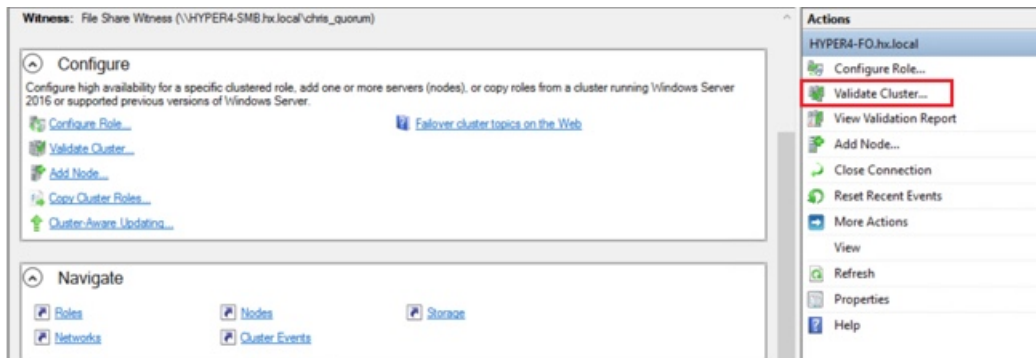 Witness: File Share Witness (\\HYPER4-SMB.hx.local\chris_quorum)
Configure
Configure high availability for a specific clustered role, add one or more servers (nodes), or copy roles from a cluster running Windows Server
2016 or supported previous versions of Windows Server.
Configure Role...
Failover cluster topics on the Web
Validate Cluster...
Add Node...
Copy Cluster Roles...
Cluster-Aware Updating...
Navigate
Roles
Nodes
Storage
Networks
Cluster Events
Actions
HYPER4-FO.hx.local
Configure Role...
Validate Cluster...
View Validation Report
Add Node...
Close Connection
Reset Recent Events
More Actions
View
Refresh
Properties
Help